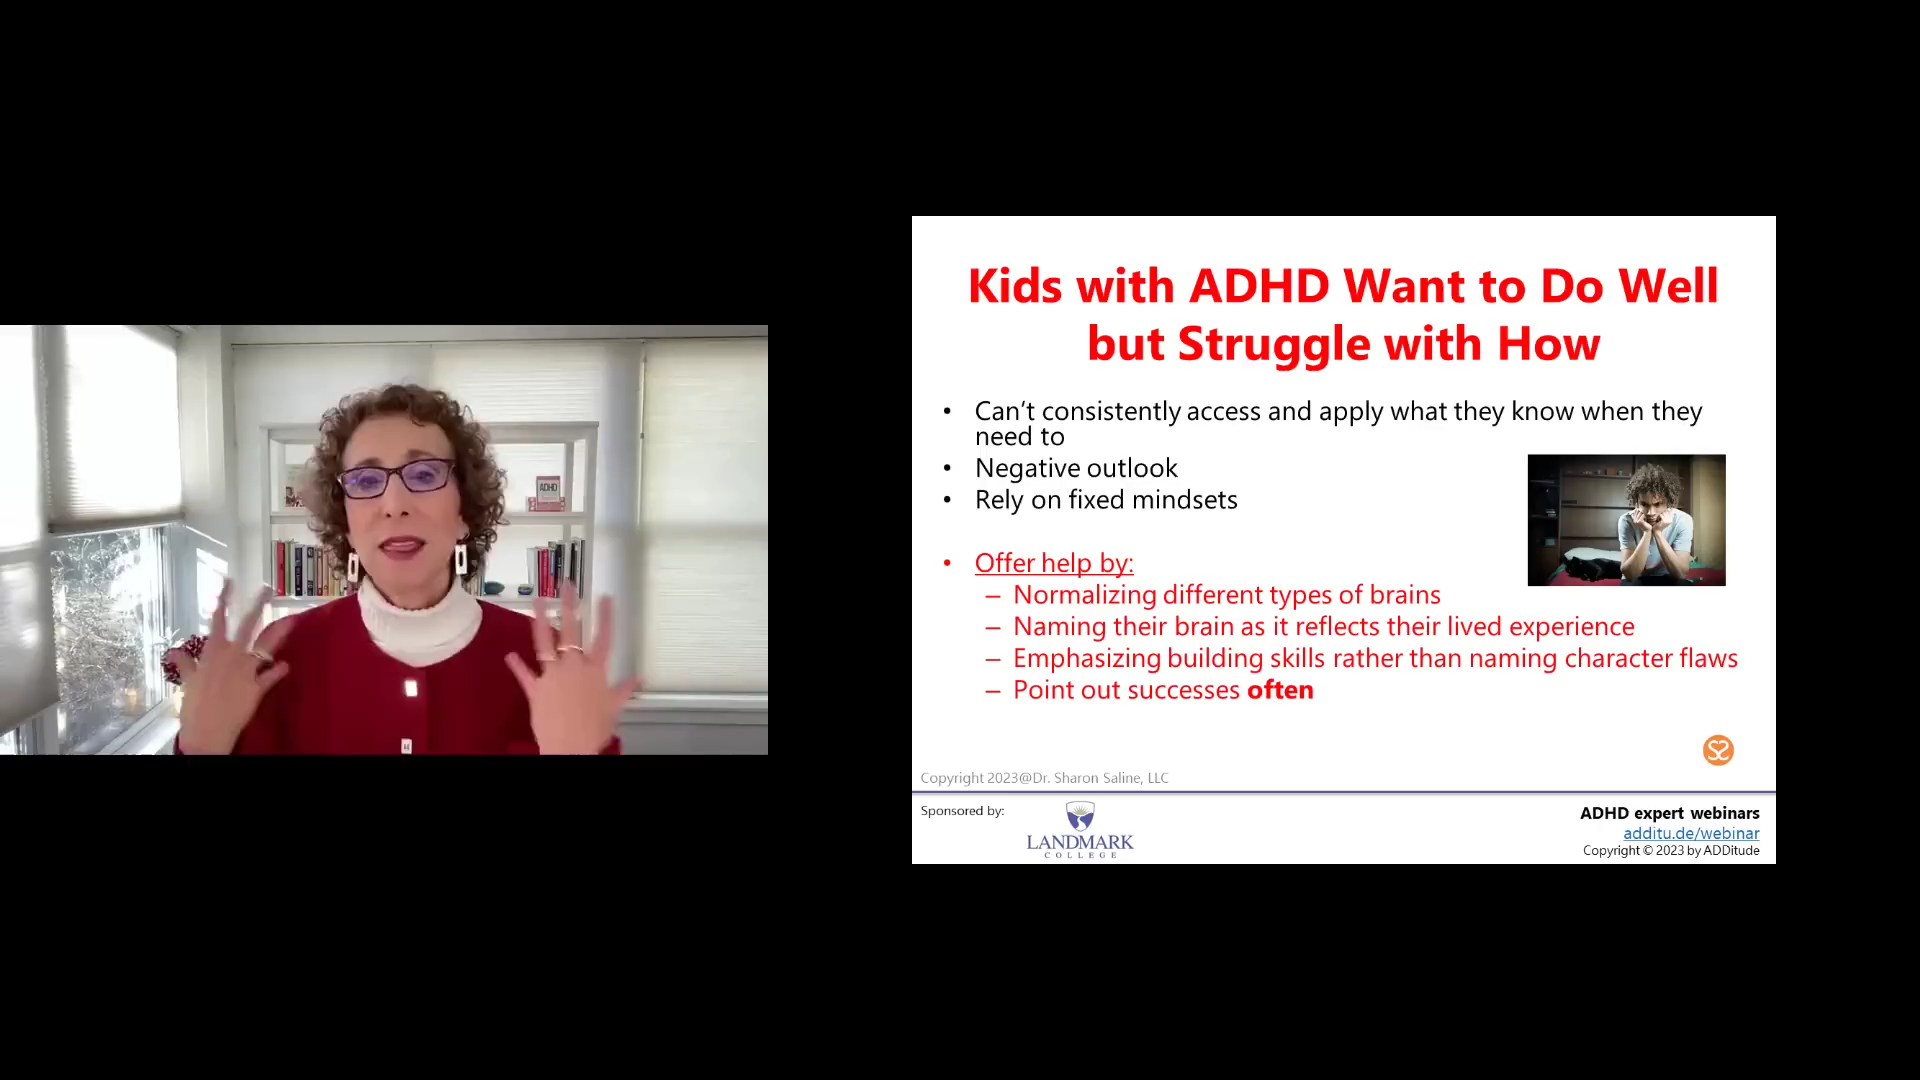 ADHD
Kids with ADHD Want to Do Well
but Struggle with How
• Can’t consistently access and apply what they know when they
need to
• Negative outlook
• Rely on fixed mindsets
• Offer help by:
– Normalizing different types of brains
– Naming their brain as it reflects their lived experience
– Emphasizing building skills rather than naming character flaws
– Point out successes often
Copyright 2023@Dr. Sharon Saline, LLC
Sponsored by:
LANDMARK
COLLEGE
ADHD expert webinars
additu.de/webinar
Copyright © 2023 by ADDitude